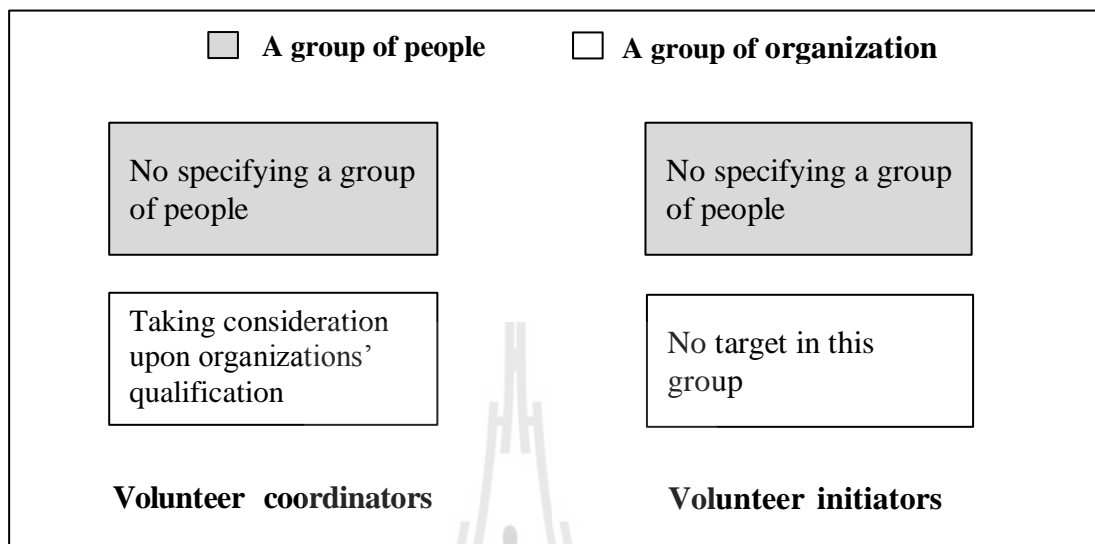 A group of people A group of organization
No specifying a group
of people
No specifying a group
of people
Taking consideration
upon organizations’
qualification
No target in this
group
Volunteer coordinators Volunteer initiators